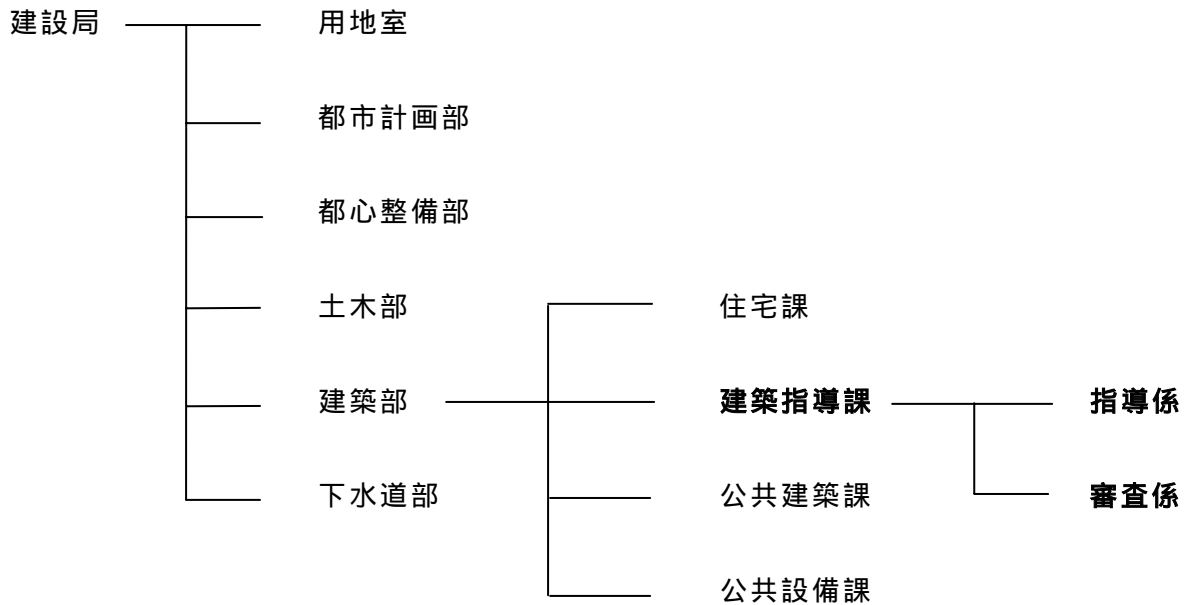 建設局 用地室
都市計画部
都心整備部
土木部 住宅課
建築部 建築指導課 指導係
下水道部 公共建築課 審査係
公共設備課